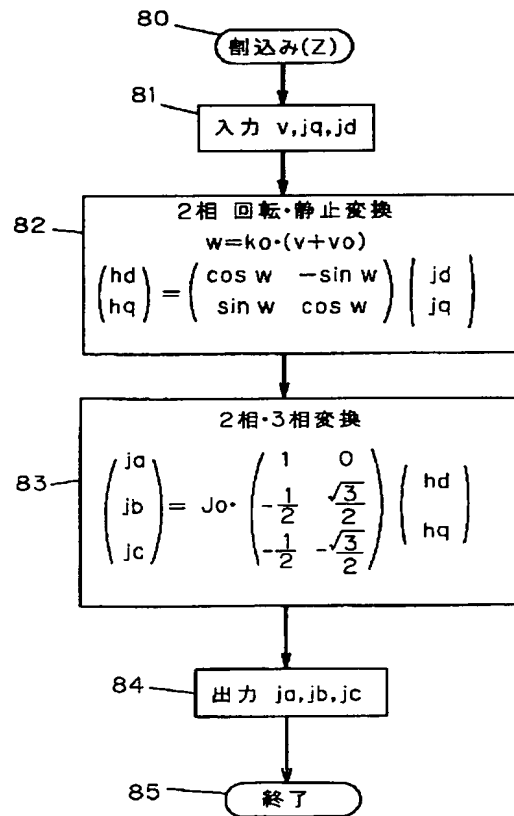 80
割込み(Z)
81
入力 v,jq,jd
82
2相 回転・静止変換
w=ko・(v+vo)
(hd hq) = (cos w -sin w sin w cos w) (jd jq)
83
2相・3相変換
(ja jb jc) = Jo・ (1 0 -1/2 √3/2 -1/2 -√3/2) (hd hq)
84
出力 ja,jb,jc
85
終了